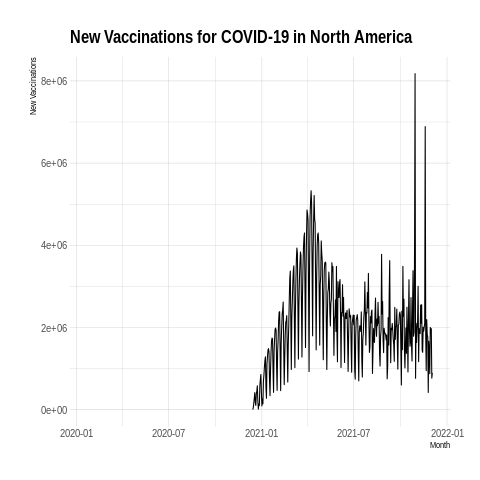 New Vaccinations for COVID-19 in North America
New Vaccinations
8e+06
6e+06
4e+06
2e+06
0e+00
2020-01 2020-07 2021-01 2021-07 2022-01
Month